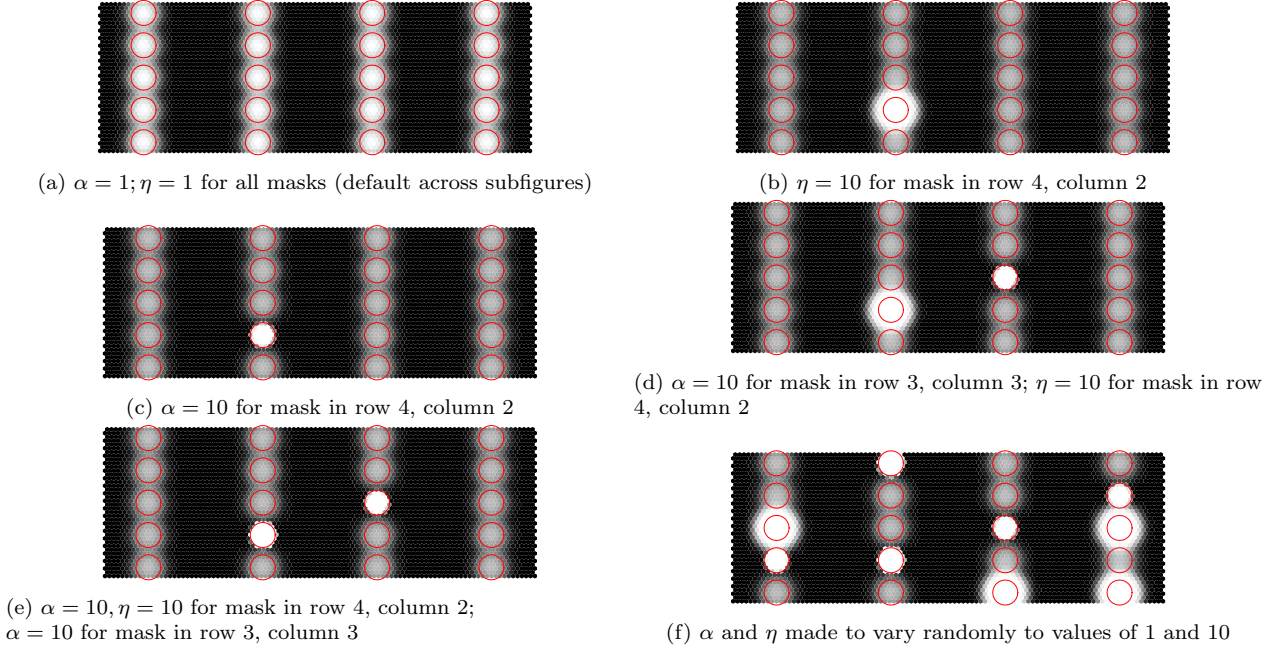 (a) α = 1; η = 1 for all masks (default across subfigures)
(b) η = 10 for mask in row 4, column 2
(c) α = 10 for mask in row 4, column 2
(d) α = 10 for mask in row 3, column 3; η = 10 for mask in row
4, column 2
(e) α = 10, η = 10 for mask in row 4, column 2;
α = 10 for mask in row 3, column 3
(f) α and η made to vary randomly to values of 1 and 10